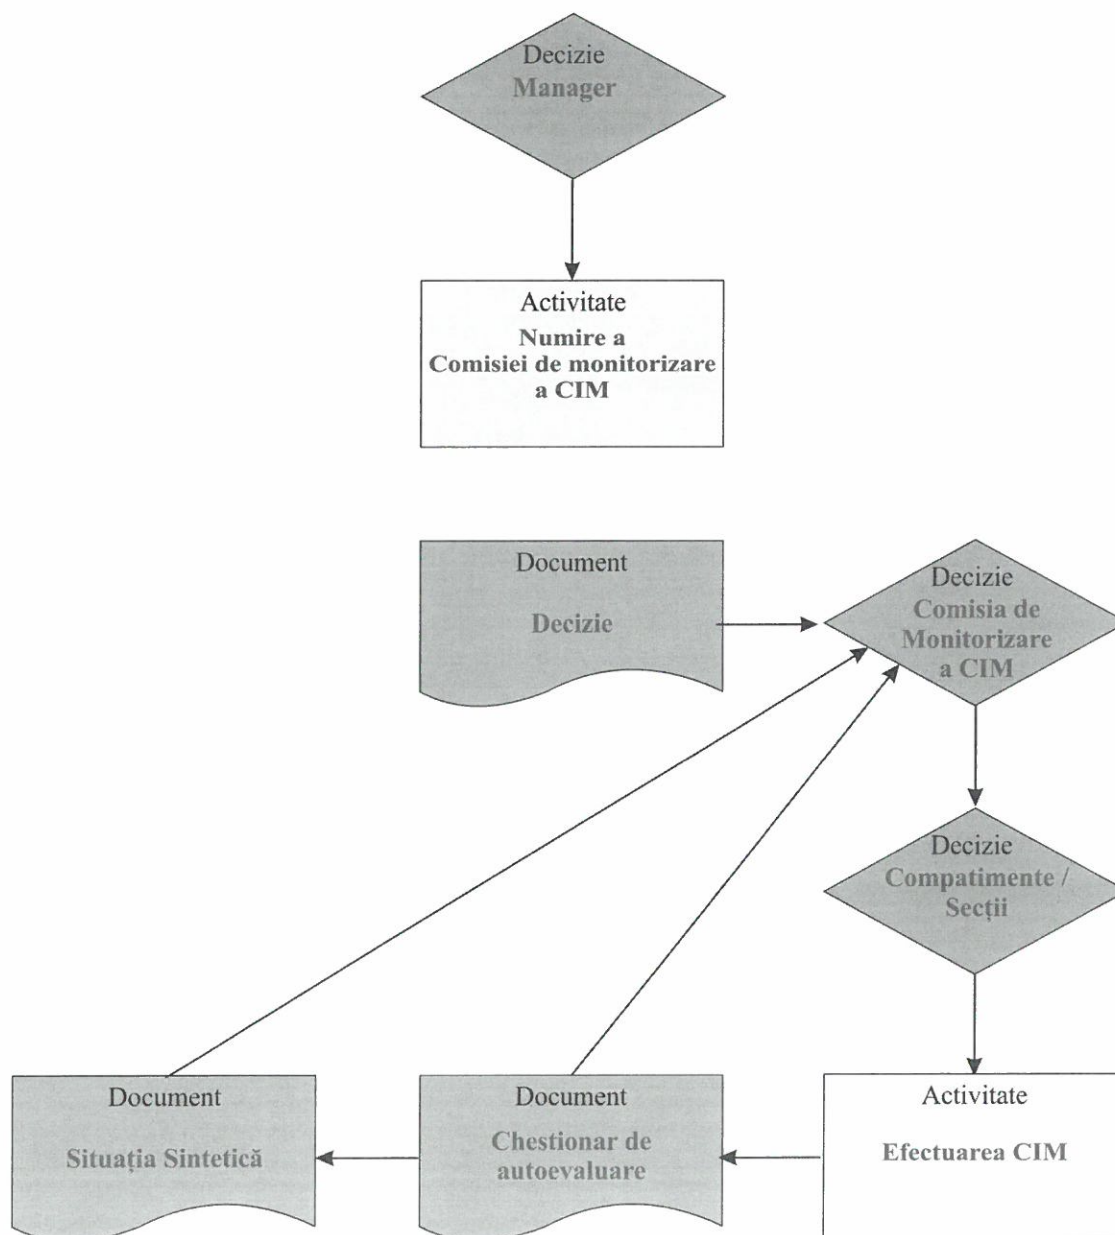 Decizie
Manager
Activitate
Numire a
Comisiei de monitorizare
a CIM
Document
Decizie
Decizie
Comisia de
Monitorizare
a CIM
Decizie
Compatimente /
Secții
Document
Situația Sintetică
Document
Chestionar de
autoevaluare
Activitate
Efectuarea CIM